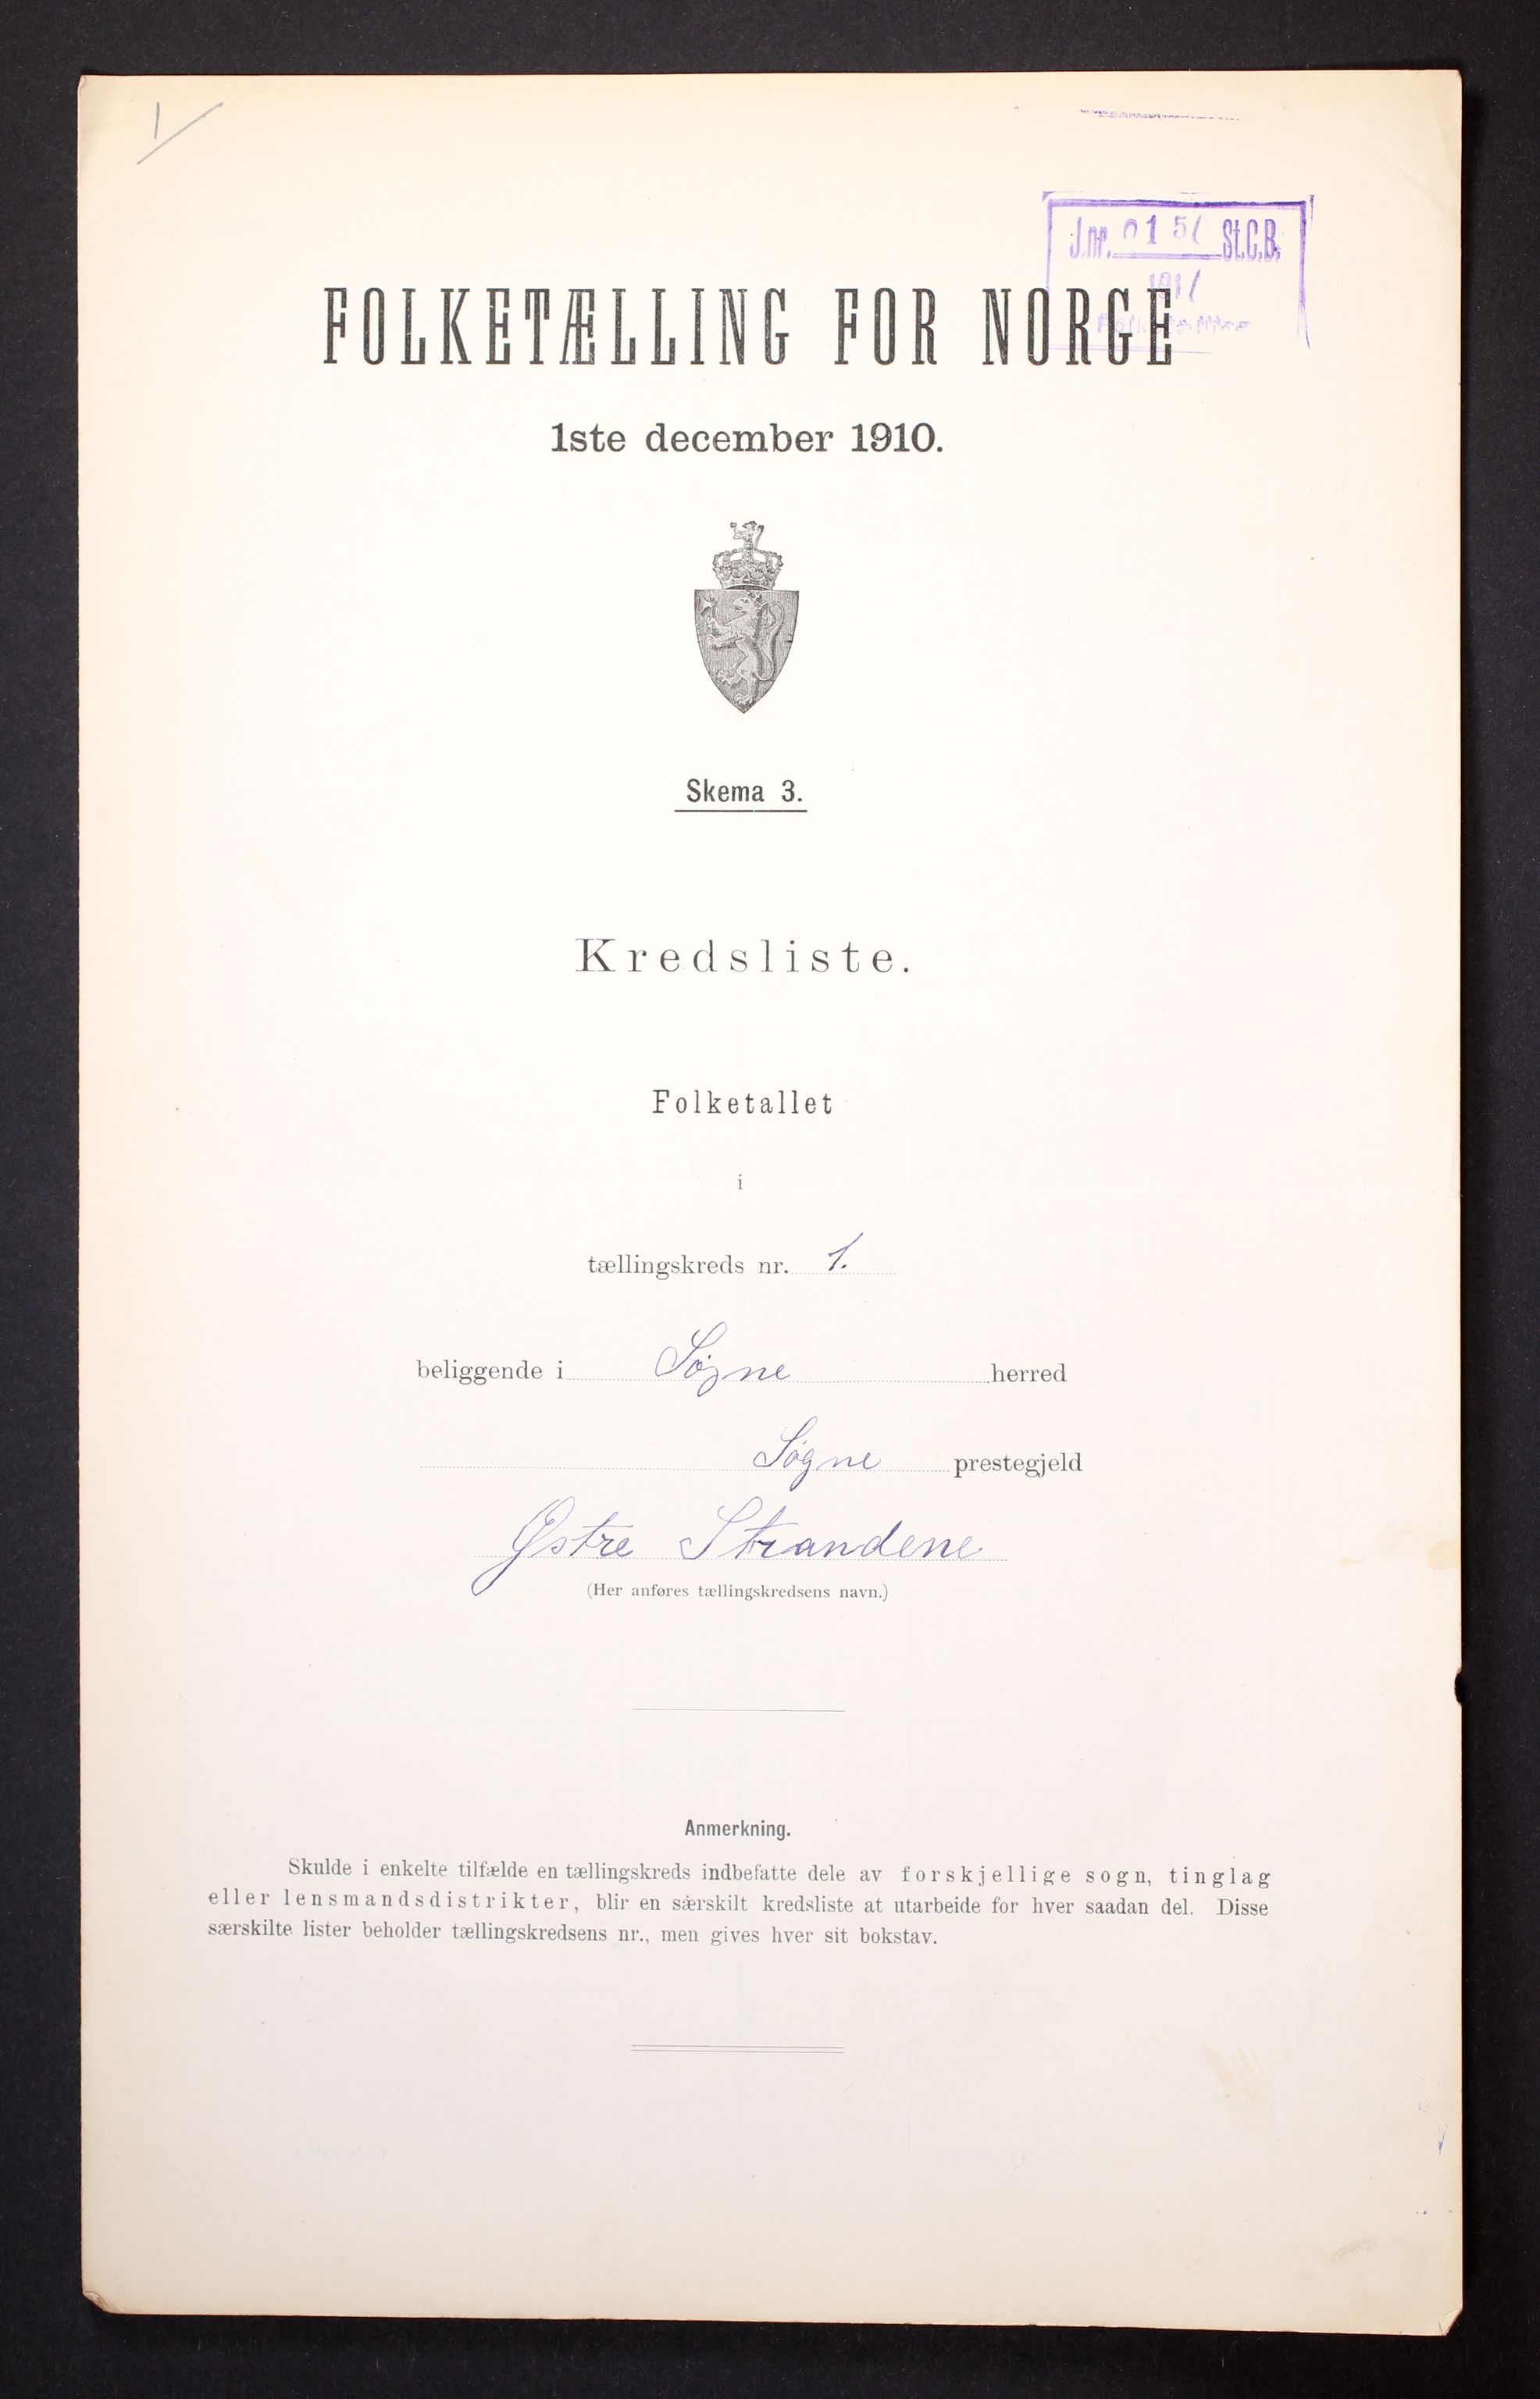 1
J.nr. 015 St.C.B.
FOLKETÆLLING FOR NORGE
1ste december 1910.
Skema 3.
Kredsliste.
Folketallet
i
tællingskreds nr. 1.
beliggende i Søgne herred
Søgne prestegjeld
Østre Strandene
(Her anføres tællingskredsens navn.)
Anmerkning.
Skulde i enkelte tilfælde en tællingskreds indbefatte dele av forskjellige sogn, tinglag
eller lensmandsdistrikter, blir en særskilt kredsliste at utarbeide for hver saadan del. Disse
særskilte lister beholder tællingskredsens nr., men gives hver sit bokstav.